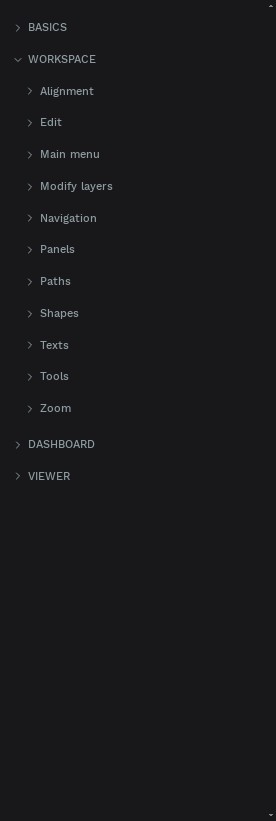 BASICS
WORKSPACE
Alignment
Edit
Main menu
Modify layers
Navigation
Panels
Paths
Shapes
Texts
Tools
Zoom
DASHBOARD
VIEWER